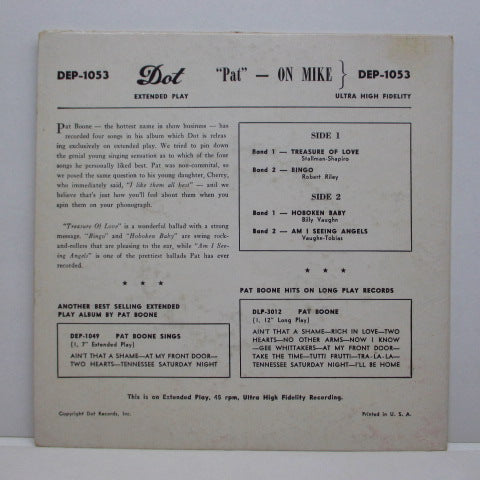 DEP-1053 Dot "Pat" — ON MIKE } DEP-1053
EXTENDED PLAY ULTRA HIGH FIDELITY
Pat Boone — the hottest name in show business — has
recorded four songs in his album which Dot is releas-
ing exclusively on extended play. We tried to pin down
the genial young singing sensation as to which of the four
songs he personally liked best. Pat was non-commital, so
we posed the same question to his young daughter, Cherry,
who immediately said, "I like them all best" — and we
believe that's just how you'll feel about them when you
spin them on your phonograph.
"Treasure Of Love" is a wonderful ballad with a strong
message. "Bingo" and "Hoboken Baby" are swing rock-
and-rollers that are pleasing to the ear, while "Am I See-
ing Angels" is one of the prettiest ballads Pat has ever
recorded.
* * *
ANOTHER BEST SELLING EXTENDED
PLAY ALBUM BY PAT BOONE
DEP-1049 PAT BOONE SINGS
(1, 7" Extended Play)
AIN'T THAT A SHAME—AT MY FRONT DOOR—
TWO HEARTS—TENNESSEE SATURDAY NIGHT
SIDE 1
Band 1 — TREASURE OF LOVE
Stallman-Shapiro
Band 2 — BINGO
Robert Riley
SIDE 2
Band 1 — HOBOKEN BABY
Billy Vaughn
Band 2 — AM I SEEING ANGELS
Vaughn-Tobias
* * *
PAT BOONE HITS ON LONG PLAY RECORDS
DLP-3012 PAT BOONE
(1, 12" Long Play)
AIN'T THAT A SHAME—RICH IN LOVE—TWO
HEARTS—NO OTHER ARMS—NOW I KNOW
—GEE WHITTAKERS—AT MY FRONT DOOR—
TAKE THE TIME—TUTTI FRUTTI—TRA-LA-LA—
TENNESSEE SATURDAY NIGHT—I'LL BE HOME
This is an Extended Play, 45 rpm, Ultra High Fidelity Recording.
Copyright Dot Records, Inc. Printed in U. S. A.